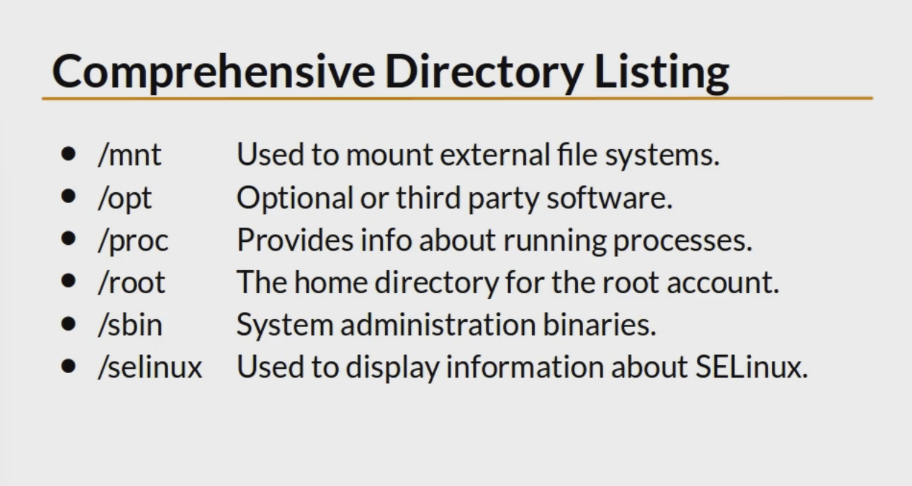 Comprehensive Directory Listing
● /mnt Used to mount external file systems.
● /opt Optional or third party software.
● /proc Provides info about running processes.
● /root The home directory for the root account.
● /sbin System administration binaries.
● /selinux Used to display information about SELinux.